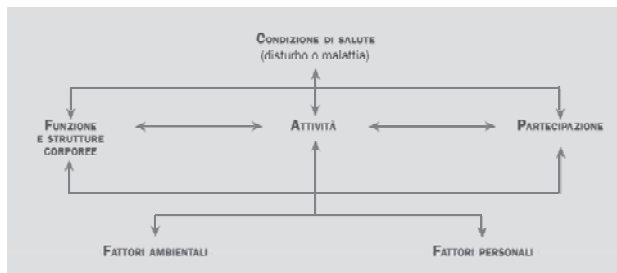 CONDIZIONE DI SALUTE
(disturbo o malattia)
FUNZIONE
E STRUTTURE
CORPOREE
ATTIVITÀ
PARTECIPAZIONE
FATTORI AMBIENTALI
FATTORI PERSONALI